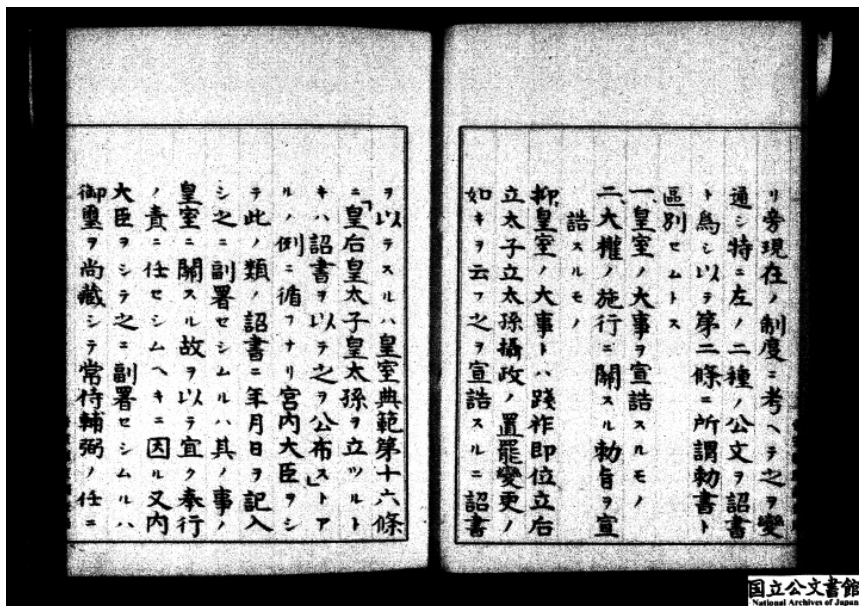 リ旁現在ノ制度ニ考ヘテ之ヲ變
通シ特ニ左ノ二種ノ公文ヲ詔書
ト爲シ以テ第二條ニ所謂勅書ト
區別セムトス
一、皇室ノ大事ヲ宣誥スルモノ
二、大權ノ施行ニ關スル勅旨ヲ宣
誥スルモノ
抑皇室ノ大事トハ踐祚即位立后
立太子立太孫攝政ノ置罷變更ノ
如キヲ云フ之ヲ宣誥スルニ詔書
ヲ以テスルハ皇室典範第十六條
ニ「皇后皇太子皇太孫ヲ立ツルト
キハ詔書ヲ以テ之ヲ公布ス」トア
ルノ例ニ循フナリ宮内大臣ヲシ
テ此ノ類ノ詔書ニ年月日ヲ記入
シ之ニ副署セシムルハ其ノ事ノ
皇室ニ關スル故ヲ以テ宜ク奉行
ノ責ニ任セシムヘキニ因ル又内
大臣ヲシテ之ニ副署セシムルハ
御璽ヲ尚藏シテ常侍輔弼ノ任ニ
国立公文書館
National Archives of Japan